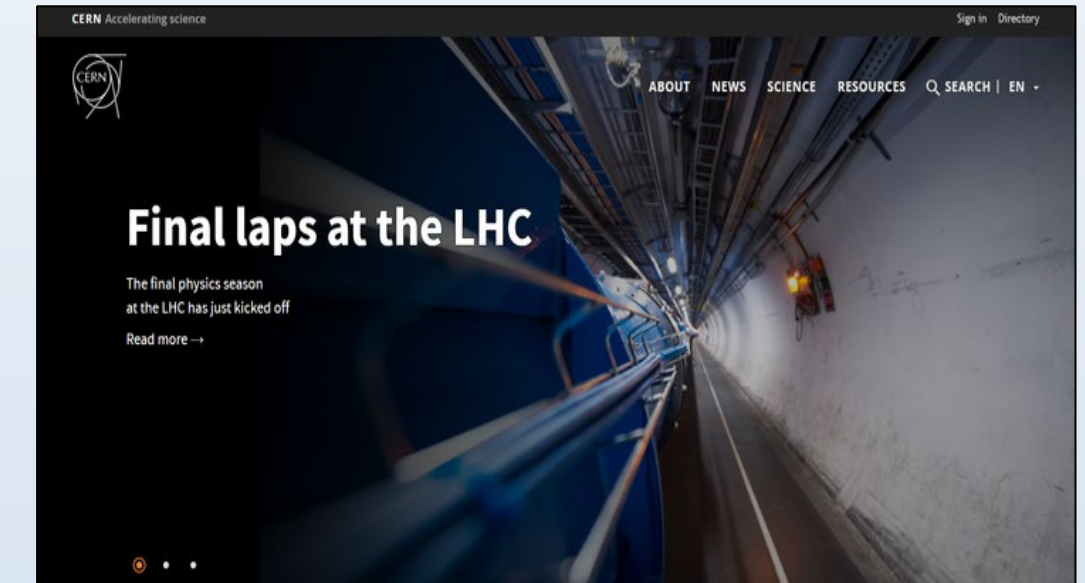 CERN Accelerating science
Sign in Directory
CERN
ABOUT NEWS SCIENCE RESOURCES SEARCH | EN
Final laps at the LHC
The final physics season
at the LHC has just kicked off
Read more →